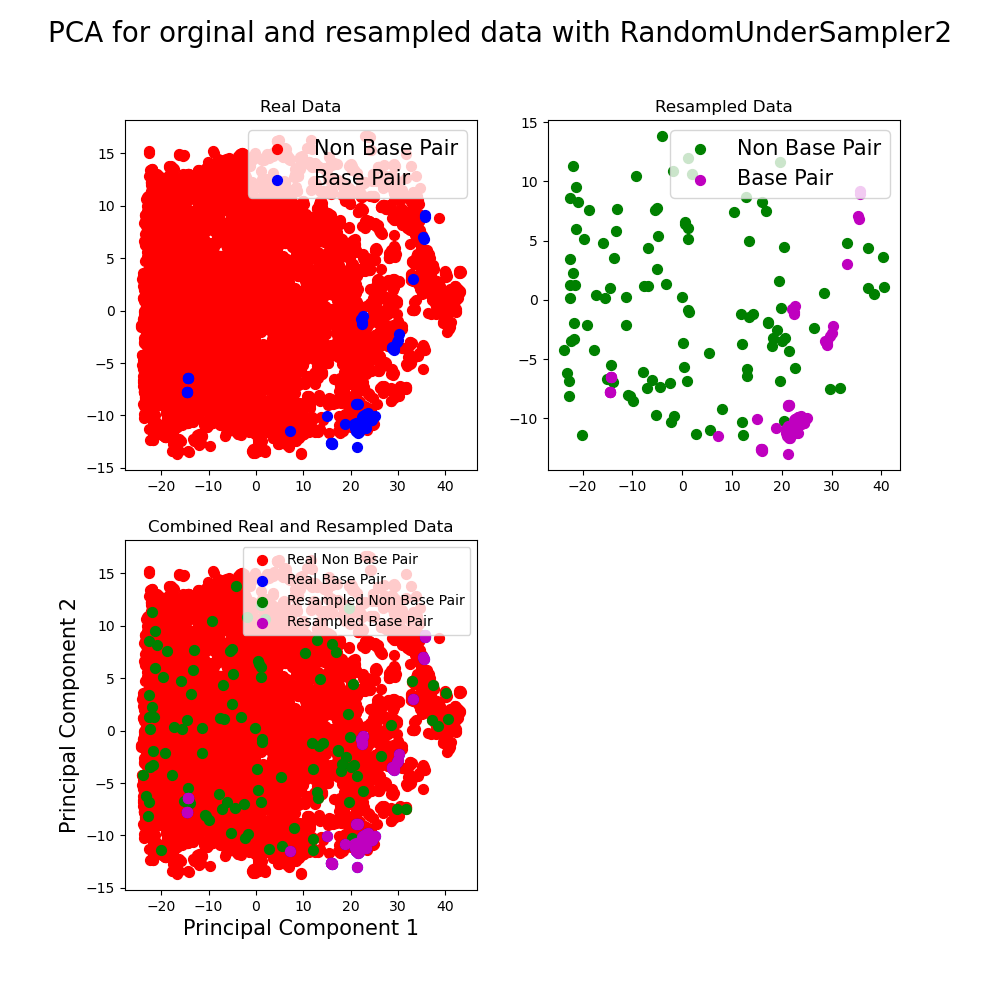 PCA for orginal and resampled data with RandomUnderSampler2
Real Data
Non Base Pair
Base Pair
15
10
5
0
−5
−10
−15
−20 −10 0 10 20 30 40
Resampled Data
Non Base Pair
Base Pair
15
10
5
0
−5
−10
−20 −10 0 10 20 30 40
Combined Real and Resampled Data
Real Non Base Pair
Real Base Pair
Resampled Non Base Pair
Resampled Base Pair
Principal Component 2
15
10
5
0
−5
−10
−15
−20 −10 0 10 20 30 40
Principal Component 1